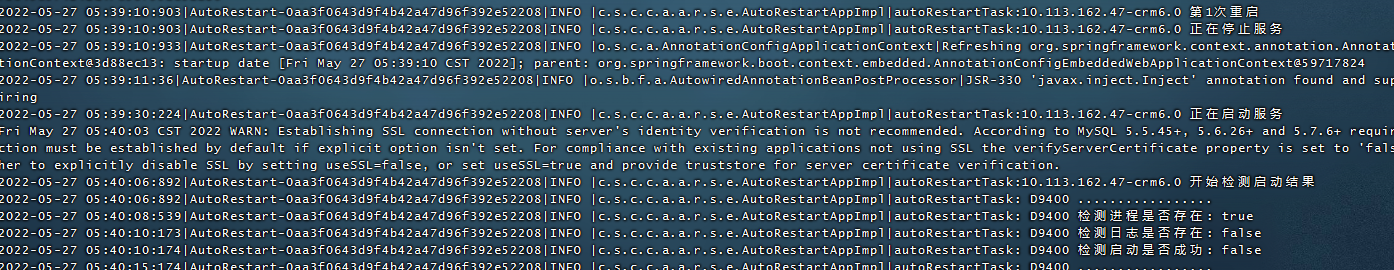 2022-05-27 05:39:10:903|AutoRestart-0aa3f0643d9f4b42a47d96f392e52208|INFO |c.s.c.c.a.a.r.s.e.AutoRestartAppImpl|autoRestartTask:10.113.162.47-crm6.0 第1次重启
2022-05-27 05:39:10:903|AutoRestart-0aa3f0643d9f4b42a47d96f392e52208|INFO |c.s.c.c.a.a.r.s.e.AutoRestartAppImpl|autoRestartTask:10.113.162.47-crm6.0 正在停止服务
2022-05-27 05:39:10:933|AutoRestart-0aa3f0643d9f4b42a47d96f392e52208|INFO |o.s.c.a.AnnotationConfigApplicationContext|Refreshing org.springframework.context.annotation.Annotat
tionContext@3d88ec13: startup date [Fri May 27 05:39:10 CST 2022]; parent: org.springframework.boot.context.embedded.AnnotationConfigEmbeddedWebApplicationContext@59717824
2022-05-27 05:39:11:36|AutoRestart-0aa3f0643d9f4b42a47d96f392e52208|INFO |o.s.b.f.a.AutowiredAnnotationBeanPostProcessor|JSR-330 'javax.inject.Inject' annotation found and sup
iring
2022-05-27 05:39:30:224|AutoRestart-0aa3f0643d9f4b42a47d96f392e52208|INFO |c.s.c.c.a.a.r.s.e.AutoRestartAppImpl|autoRestartTask:10.113.162.47-crm6.0 正在启动服务
Fri May 27 05:40:03 CST 2022 WARN: Establishing SSL connection without server's identity verification is not recommended. According to MySQL 5.5.45+, 5.6.26+ and 5.7.6+ requir
ction must be established by default if explicit option isn't set. For compliance with existing applications not using SSL the verifyServerCertificate property is set to 'fals
her to explicitly disable SSL by setting useSSL=false, or set useSSL=true and provide truststore for server certificate verification.
2022-05-27 05:40:06:892|AutoRestart-0aa3f0643d9f4b42a47d96f392e52208|INFO |c.s.c.c.a.a.r.s.e.AutoRestartAppImpl|autoRestartTask:10.113.162.47-crm6.0 开始检测启动结果
2022-05-27 05:40:06:892|AutoRestart-0aa3f0643d9f4b42a47d96f392e52208|INFO |c.s.c.c.a.a.r.s.e.AutoRestartAppImpl|autoRestartTask: D9400 .................
2022-05-27 05:40:08:539|AutoRestart-0aa3f0643d9f4b42a47d96f392e52208|INFO |c.s.c.c.a.a.r.s.e.AutoRestartAppImpl|autoRestartTask: D9400 检测进程是否存在: true
2022-05-27 05:40:10:173|AutoRestart-0aa3f0643d9f4b42a47d96f392e52208|INFO |c.s.c.c.a.a.r.s.e.AutoRestartAppImpl|autoRestartTask: D9400 检测日志是否存在: false
2022-05-27 05:40:10:174|AutoRestart-0aa3f0643d9f4b42a47d96f392e52208|INFO |c.s.c.c.a.a.r.s.e.AutoRestartAppImpl|autoRestartTask: D9400 检测启动是否成功: false
2022-05-27 05:40:15:174|AutoRestart-0aa3f0643d9f4b42a47d96f392e52208|INFO |c.s.c.c.a.a.r.s.e.AutoRestartAppImpl|autoRestartTask: D9400 .................